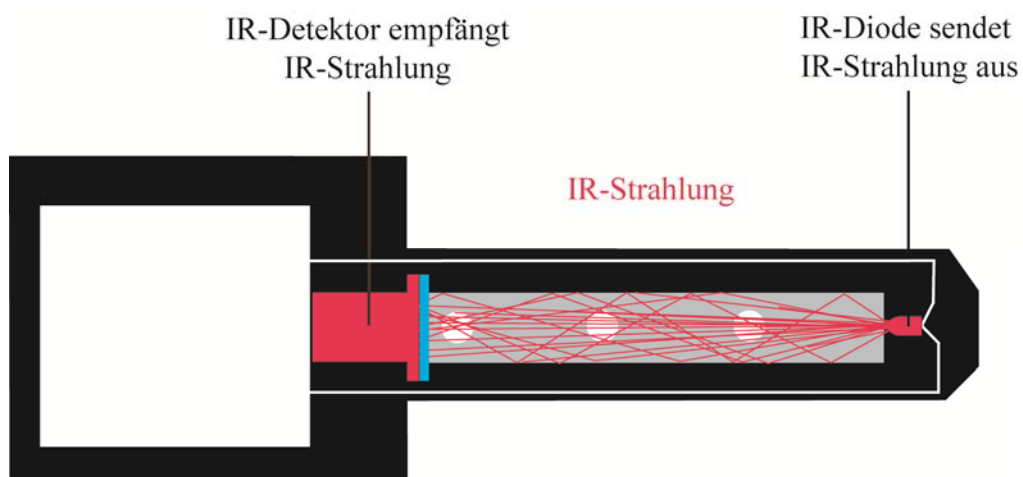 IR-Detektor empfängt
IR-Strahlung
IR-Diode sendet
IR-Strahlung aus
IR-Strahlung